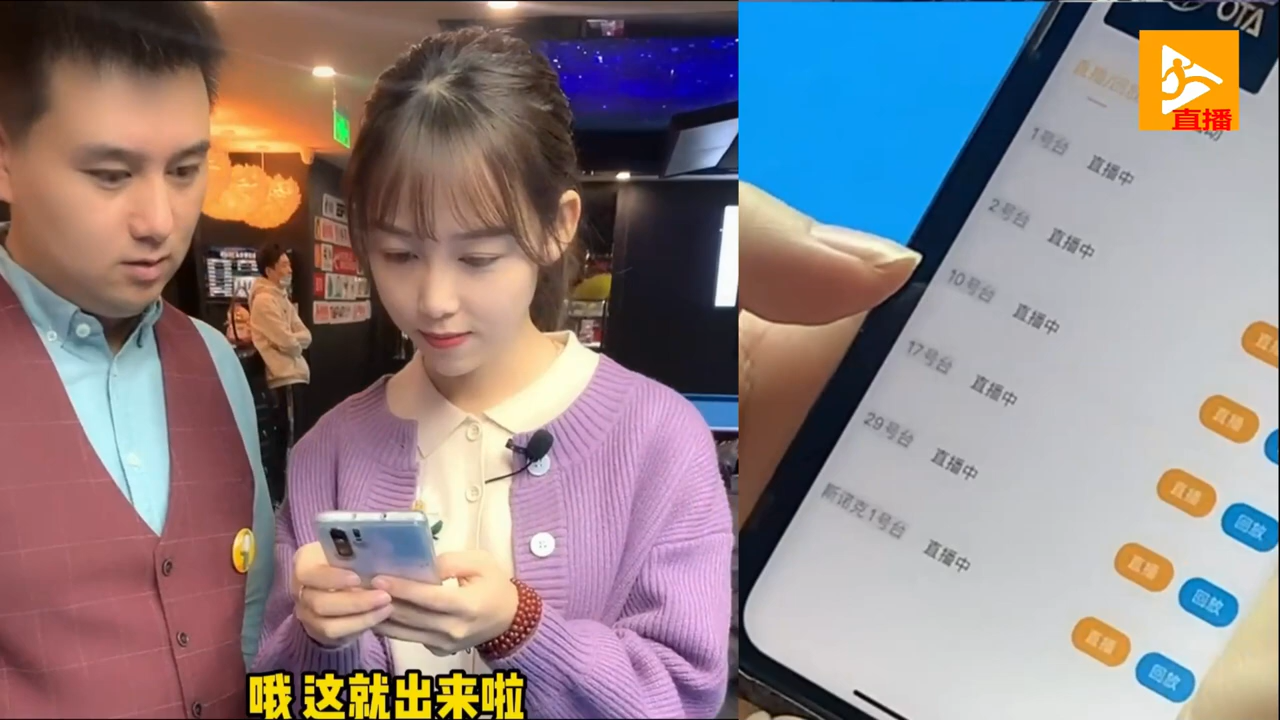 哦 这就出来啦
OTA
直播
1号台 直播中
2号台 直播中
10号台 直播中
17号台 直播中
直播
29号台 直播中
直播 回放
斯诺克1号台 直播中
直播 回放
直播 回放